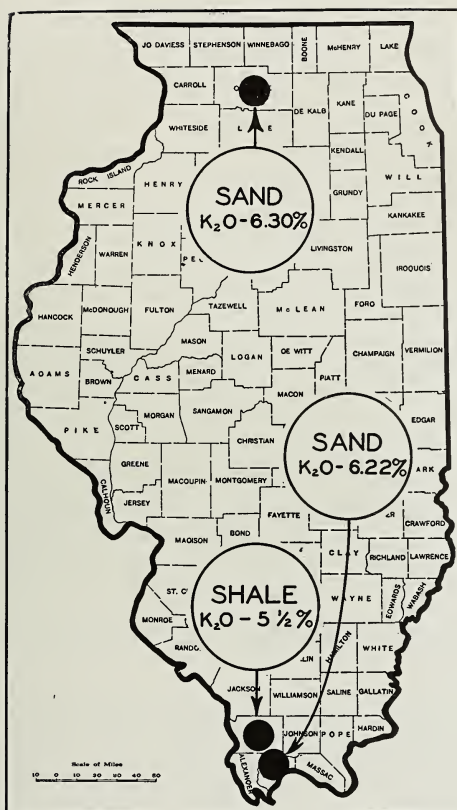 JO DAVIESS STEPHENSON WINNEBAGO BOONE McHENRY LAKE
CARROLL
DE KALB KANE COOK
DU PAGE
WHITESIDE
KENDALL
ROCK ISLAND
HENRY
SAND
K₂O-6.30%
GRUNDY WILL
MERCER
KANKAKEE
KNOX
LIVINGSTON
HENDERSON WARREN
IROQUOIS
TAZEWELL McLEAN FORD
HANCOCK McDONOUGH FULTON
MASON
SCHUYLER
LOGAN DE WITT CHAMPAIGN VERMILION
ADAMS BROWN CASS MENARD
PIATT
MACON
MORGAN SANGAMON
EDGAR
PIKE SCOTT
CHRISTIAN
SAND
K₂O-6.22%
GREENE
MACOUPIN MONTGOMERY
CALHOUN JERSEY
FAYETTE
CRAWFORD
BOND
MADISON
CLAY RICHLAND LAWRENCE
SHALE
K₂O-5 ½%
WAYNE EDWARDS WABASH
MONROE
HAMILTON WHITE
JACKSON
WILLIAMSON SALINE GALLATIN
JOHNSON POPE HARDIN
ALEXANDER MASSAC
Scale of Miles
10 0 10 20 30 40 50